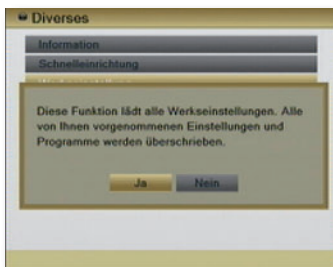 Diverses
Information
Schnelleinrichtung
Diese Funktion lädt alle Werkseinstellungen. Alle
von Ihnen vorgenommenen Einstellungen und
Programme werden überschrieben.
Ja Nein